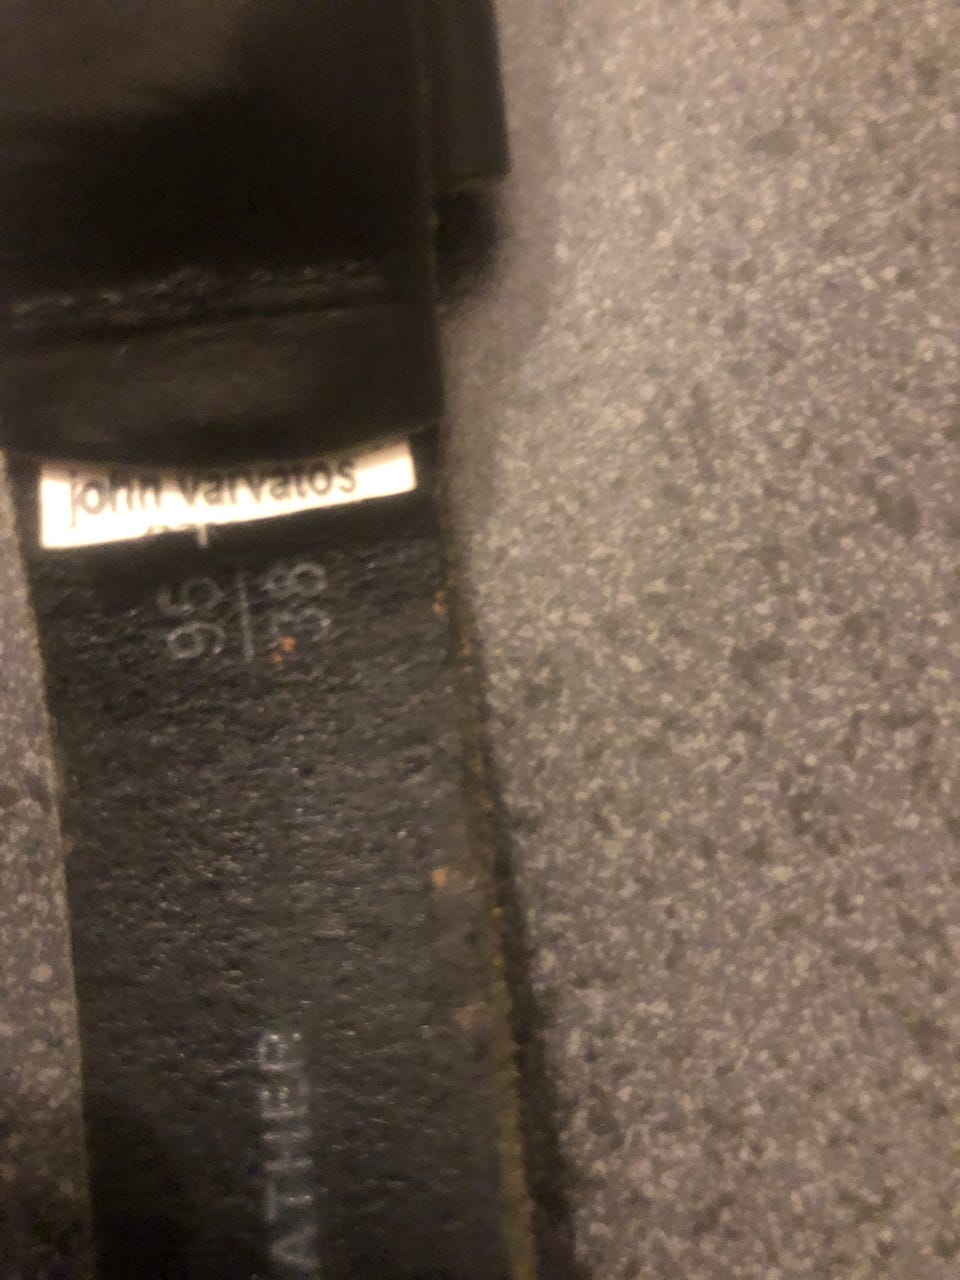 john varvatos
95
38
ATHER